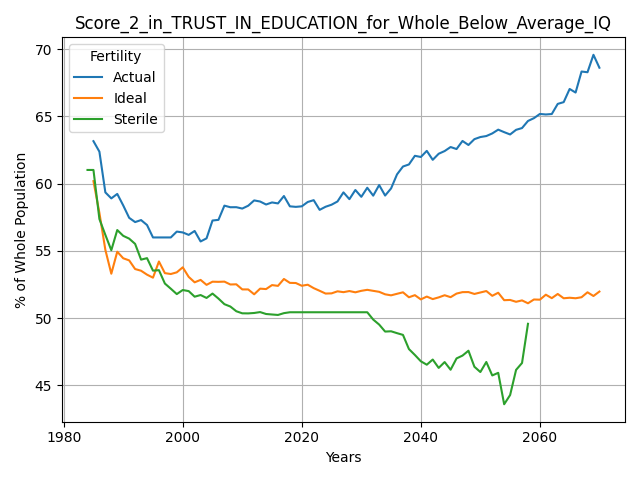 Score_2_in_TRUST_IN_EDUCATION_for_Whole_Below_Average_IQ
Fertility
Actual
Ideal
Sterile
70
65
60
55
50
45
% of Whole Population
1980
2000
2020
2040
2060
Years